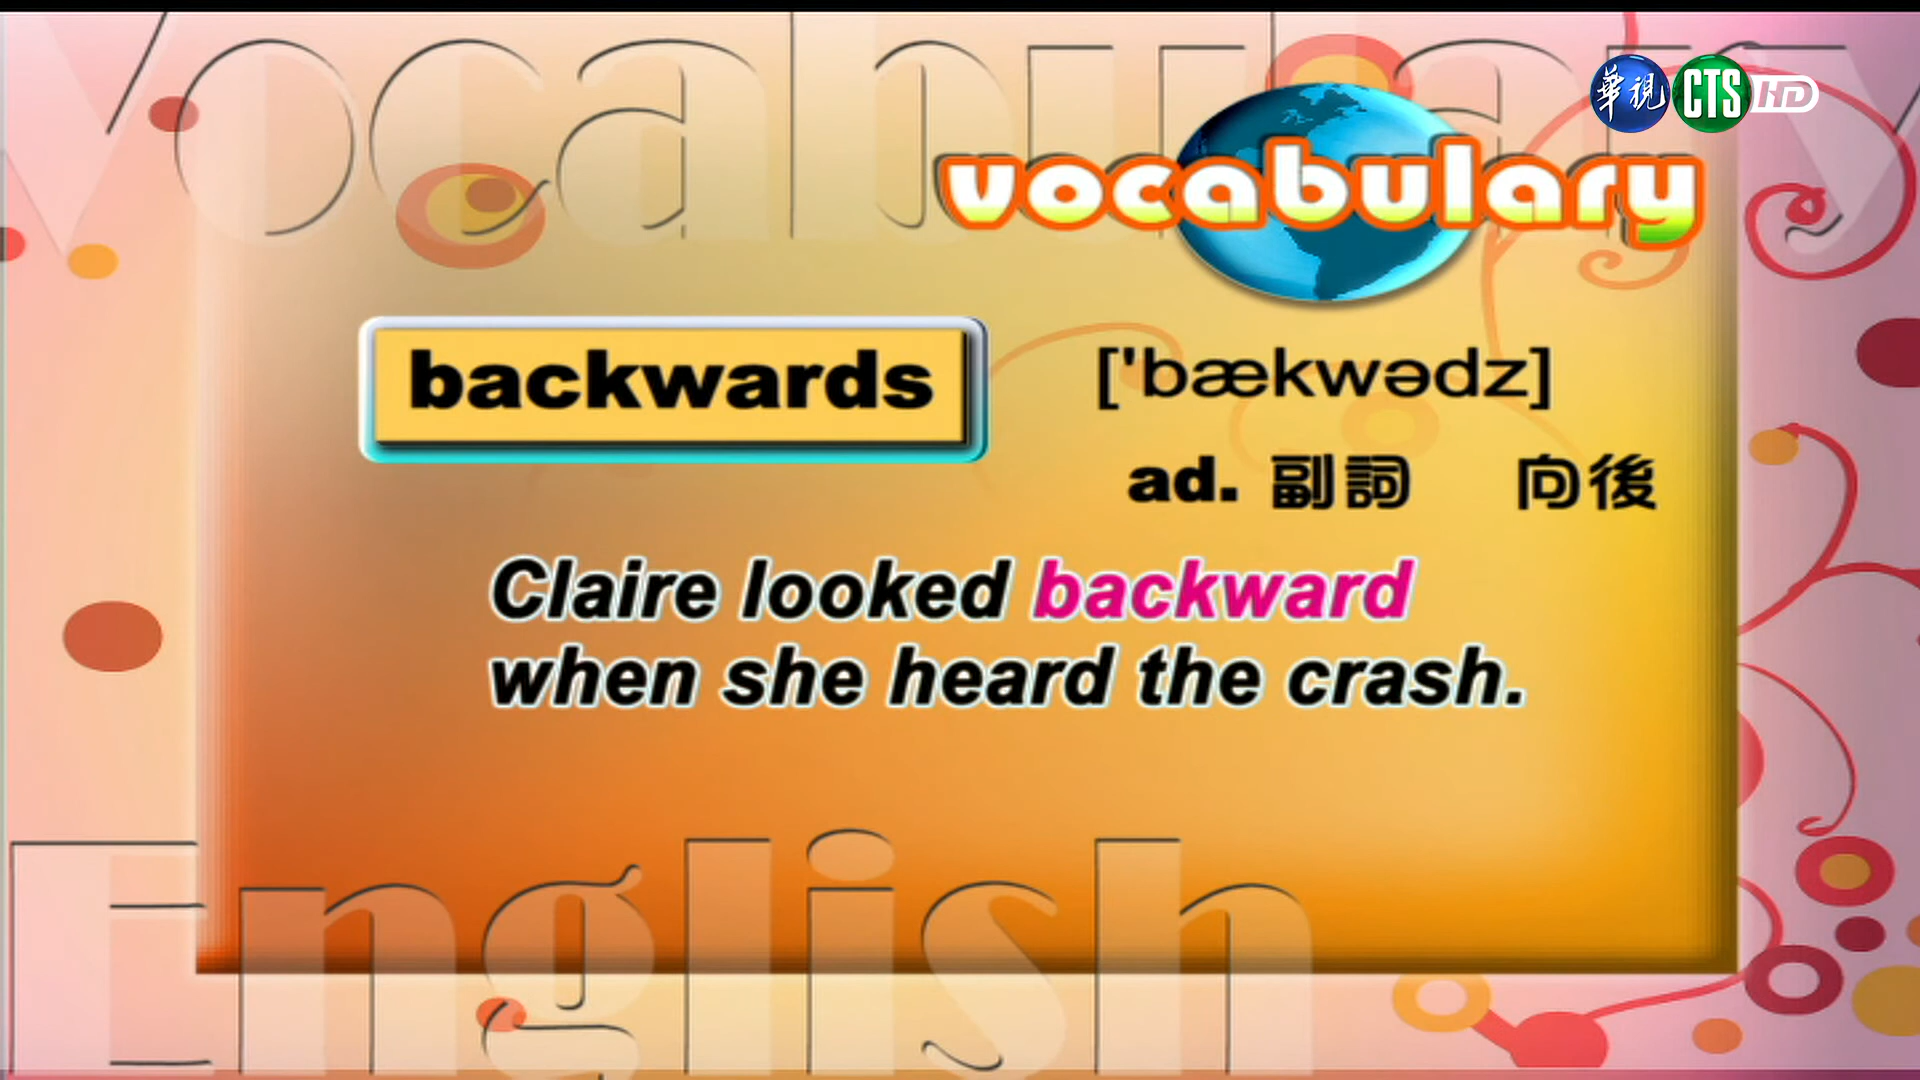 Vocabulary
華視 CTS HD
vocabulary
backwards
['bækwədz]
ad. 副詞 向後
Claire looked backward
when she heard the crash.
English